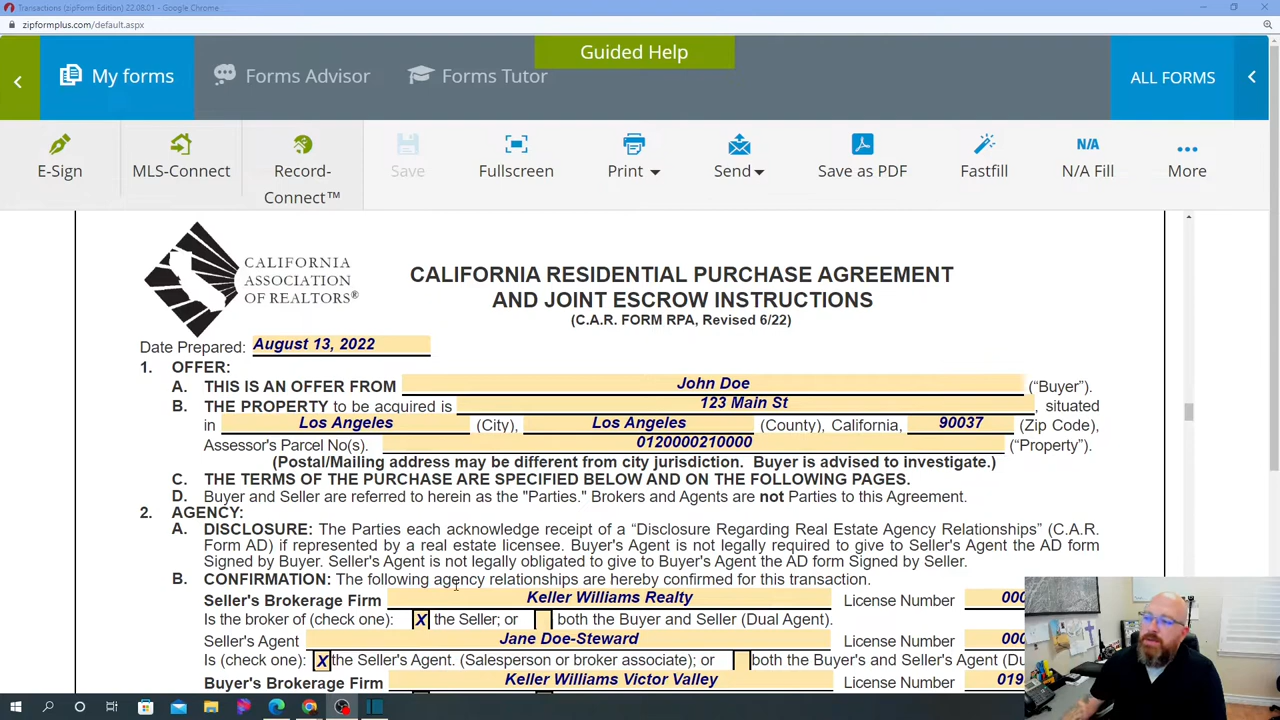 Transactions (zipForm Edition) 22.08.01 - Google Chrome
zipformplus.com/default.aspx
Guided Help
My forms
Forms Advisor
Forms Tutor
ALL FORMS
E-Sign
MLS-Connect
Record-
Connect™
Save
Fullscreen
Print
Send
Save as PDF
N/A
Fastfill
N/A Fill
More
CALIFORNIA
ASSOCIATION
OF REALTORS®
CALIFORNIA RESIDENTIAL PURCHASE AGREEMENT
AND JOINT ESCROW INSTRUCTIONS
(C.A.R. FORM RPA, Revised 6/22)
Date Prepared: August 13, 2022
1. OFFER:
A. THIS IS AN OFFER FROM John Doe (“Buyer”).
B. THE PROPERTY to be acquired is 123 Main St , situated
in Los Angeles (City), Los Angeles (County), California, 90037 (Zip Code),
Assessor's Parcel No(s). 0120000210000 (“Property”).
(Postal/Mailing address may be different from city jurisdiction. Buyer is advised to investigate.)
C. THE TERMS OF THE PURCHASE ARE SPECIFIED BELOW AND ON THE FOLLOWING PAGES.
D. Buyer and Seller are referred to herein as the "Parties." Brokers and Agents are not Parties to this Agreement.
2. AGENCY:
A. DISCLOSURE: The Parties each acknowledge receipt of a “Disclosure Regarding Real Estate Agency Relationships” (C.A.R.
Form AD) if represented by a real estate licensee. Buyer's Agent is not legally required to give to Seller's Agent the AD form
Signed by Buyer. Seller's Agent is not legally obligated to give to Buyer's Agent the AD form Signed by Seller.
B. CONFIRMATION: The following agency relationships are hereby confirmed for this transaction.
Seller's Brokerage Firm Keller Williams Realty License Number 000
Is the broker of (check one): X the Seller; or both the Buyer and Seller (Dual Agent).
Seller's Agent Jane Doe-Steward License Number 000
Is (check one): X the Seller's Agent. (Salesperson or broker associate); or both the Buyer's and Seller's Agent (Du
Buyer's Brokerage Firm Keller Williams Victor Valley License Number 019